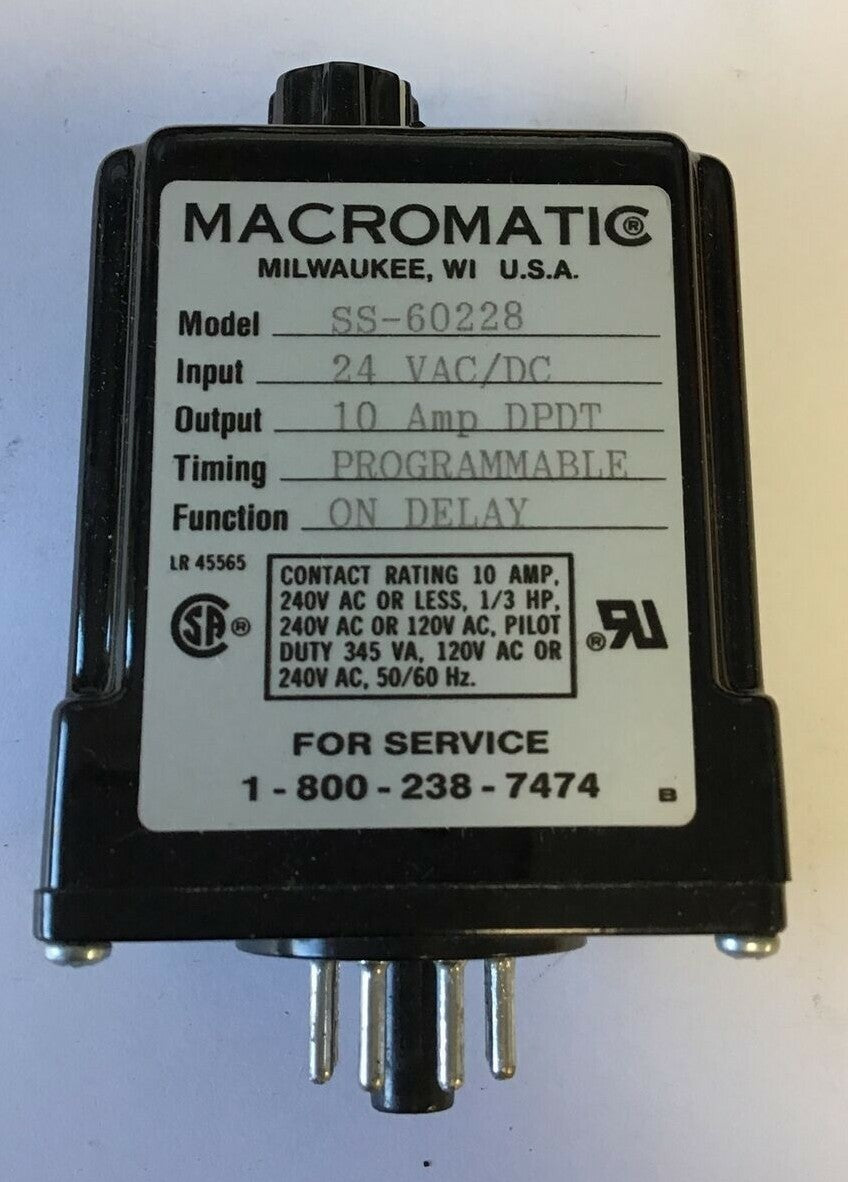 MACROMATIC®
MILWAUKEE, WI U.S.A.
Model SS-60228
Input 24 VAC/DC
Output 10 Amp DPDT
Timing PROGRAMMABLE
Function ON DELAY
LR 45565
CONTACT RATING 10 AMP,
240V AC OR LESS, 1/3 HP,
240V AC OR 120V AC, PILOT
DUTY 345 VA, 120V AC OR
240V AC, 50/60 Hz.
SA®
®RU
FOR SERVICE
1-800-238-7474
B